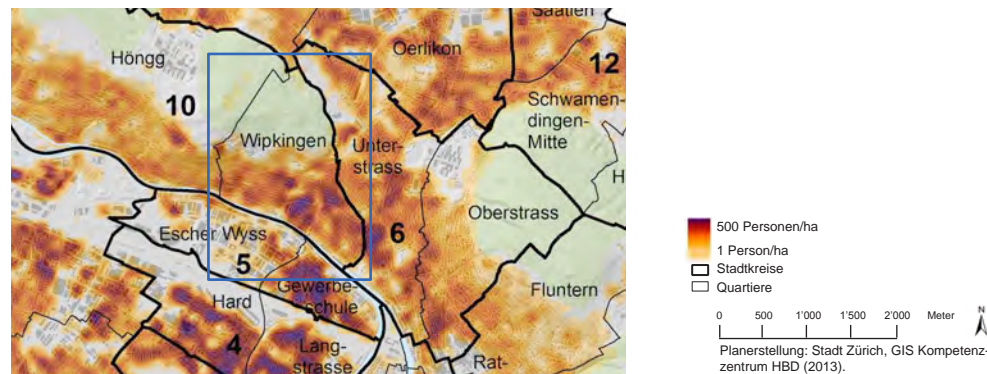 Saatlen
Höngg
Oerlikon
12
10
Schwamen-
dingen-
Mitte
Wipkingen
Unter-
strass
H
Oberstrass
6
Escher Wyss
5
Gewerbe-
schule
Hard
Fluntern
4
Lang-
strasse
Rat-
500 Personen/ha
1 Person/ha
Stadtkreise
Quartiere
0 500 1'000 1'500 2'000 Meter N
Planerstellung: Stadt Zürich, GIS Kompetenz-
zentrum HBD (2013).